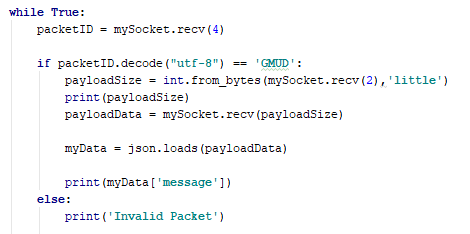 while True:
    packetID = mySocket.recv(4)

    if packetID.decode("utf-8") == 'GMUD':
        payloadSize = int.from_bytes(mySocket.recv(2),'little')
        print(payloadSize)
        payloadData = mySocket.recv(payloadSize)

        myData = json.loads(payloadData)

        print(myData['message'])
    else:
        print('Invalid Packet')